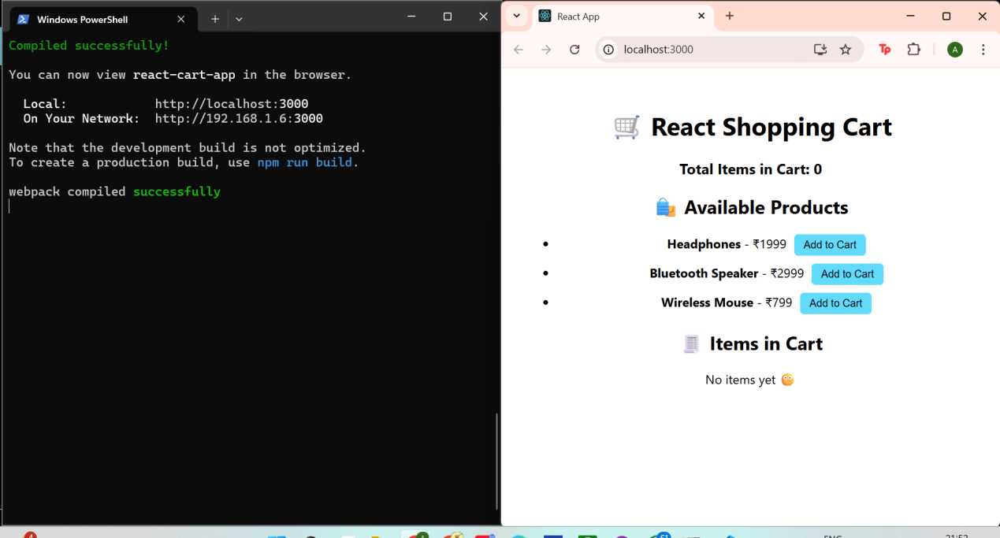 Windows PowerShell
Compiled successfully!
You can now view react-cart-app in the browser.
Local: http://localhost:3000
On Your Network: http://192.168.1.6:3000
Note that the development build is not optimized.
To create a production build, use npm run build.
webpack compiled successfully
React App
localhost:3000
Tp
A
🛒 React Shopping Cart
Total Items in Cart: 0
🛍️ Available Products
• Headphones - ₹1999 Add to Cart
• Bluetooth Speaker - ₹2999 Add to Cart
• Wireless Mouse - ₹799 Add to Cart
🧾 Items in Cart
No items yet